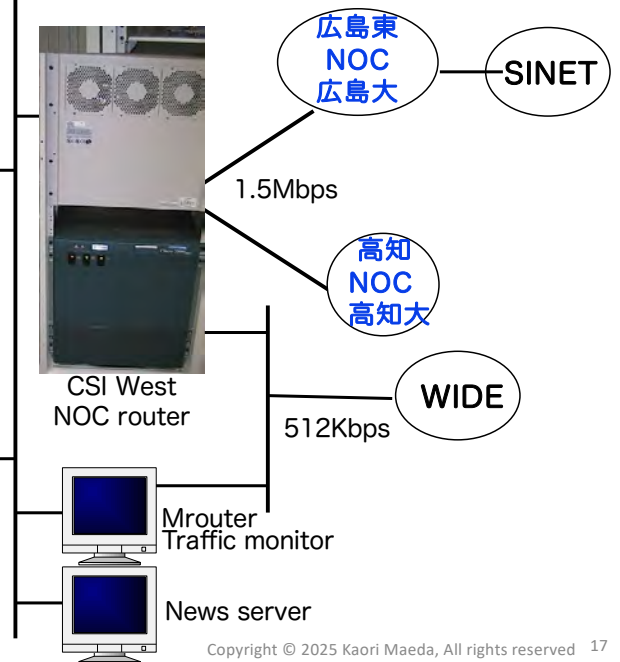 広島東
NOC
広島大
SINET
1.5Mbps
高知
NOC
高知大
CSI West
NOC router
WIDE
512Kbps
Mrouter
Traffic monitor
News server
Copyright © 2025 Kaori Maeda, All rights reserved
17